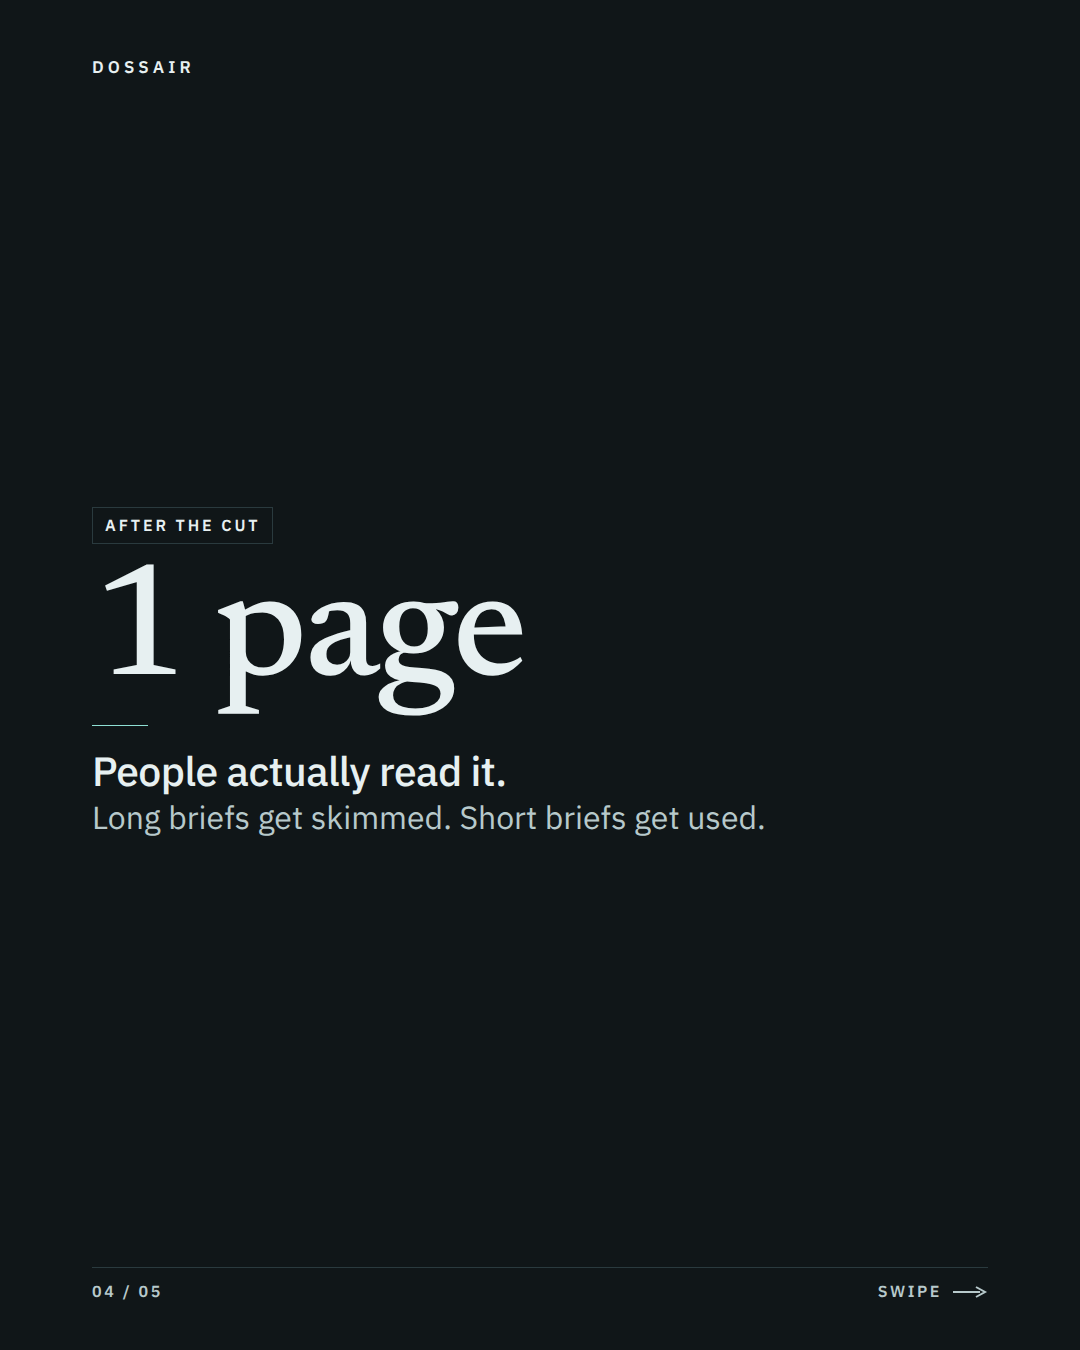 DOSSAIR
AFTER THE CUT
1 page
People actually read it.
Long briefs get skimmed. Short briefs get used.
04 / 05
SWIPE